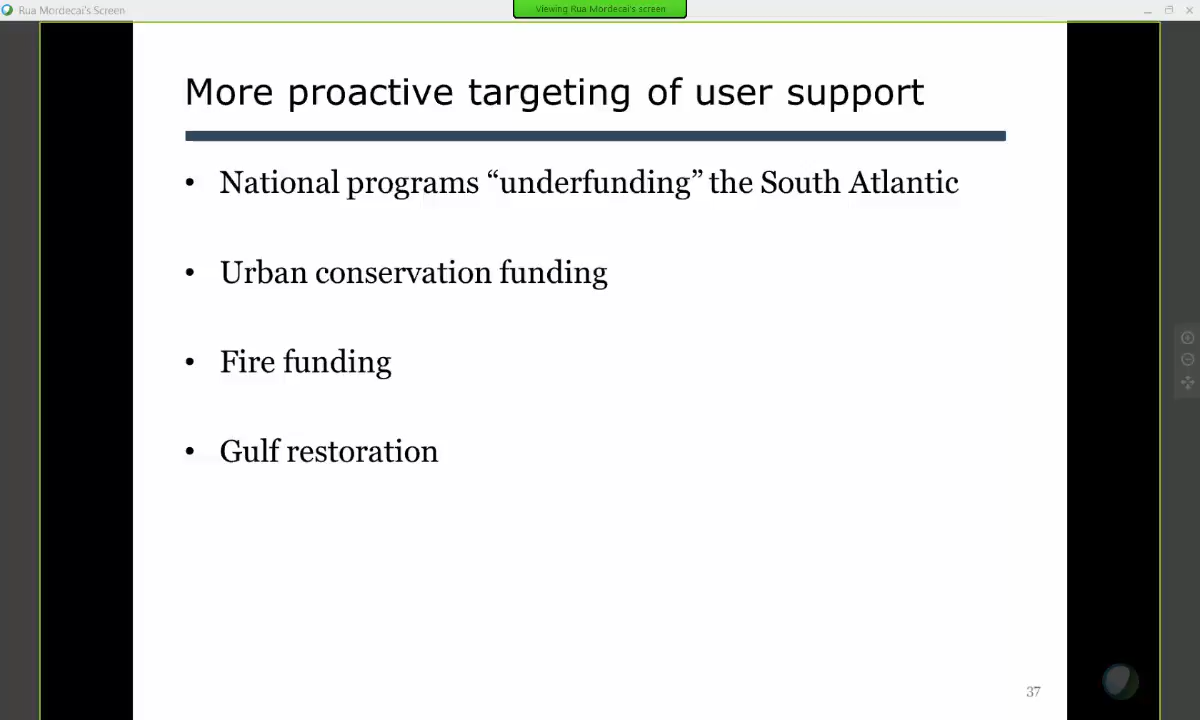 Rua Mordecai's Screen
Viewing Rua Mordecai's screen
More proactive targeting of user support
• National programs “underfunding” the South Atlantic
• Urban conservation funding
• Fire funding
• Gulf restoration
37